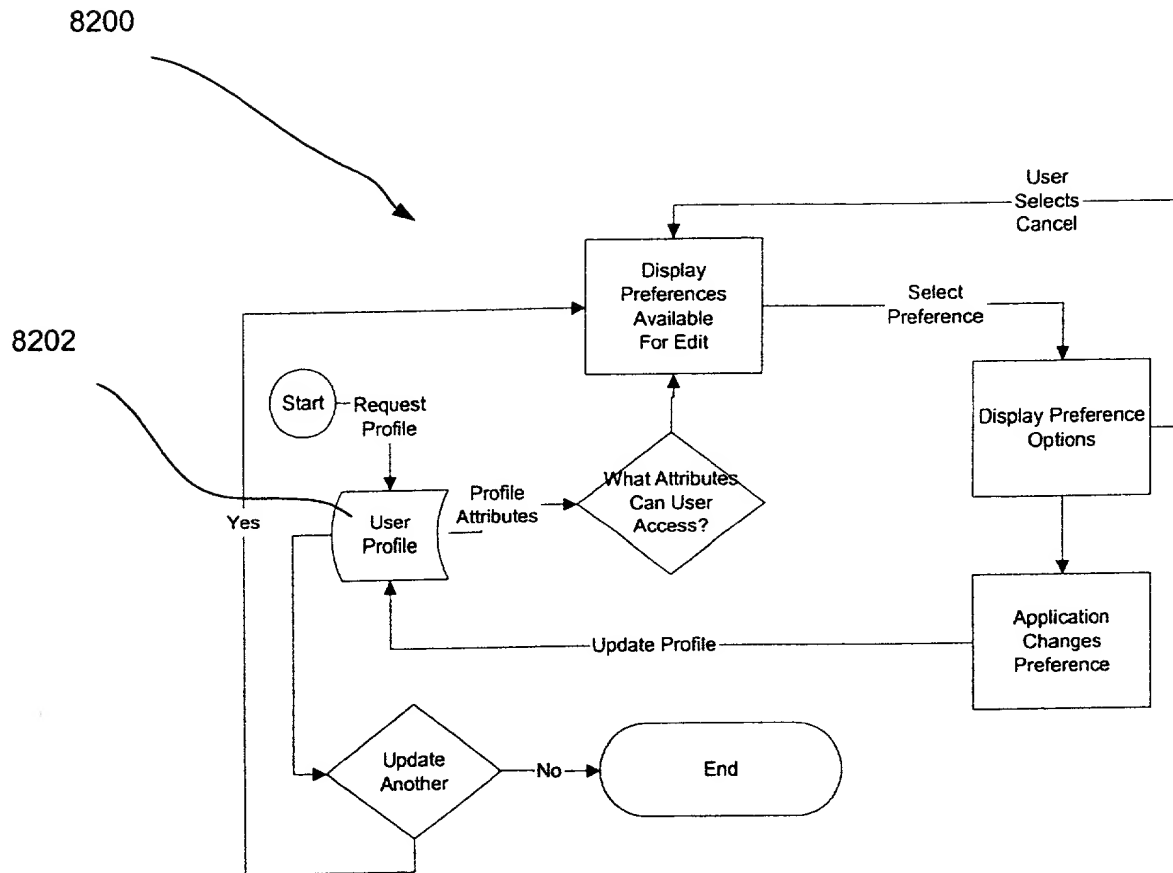 8200
User
Selects
Cancel
Display
Preferences
Available
For Edit
Select
Preference
8202
Start
Request
Profile
Display Preference
Options
What Attributes
Can User
Access?
Profile
Attributes
User
Profile
Yes
Application
Changes
Preference
Update Profile
Update
Another
No
End